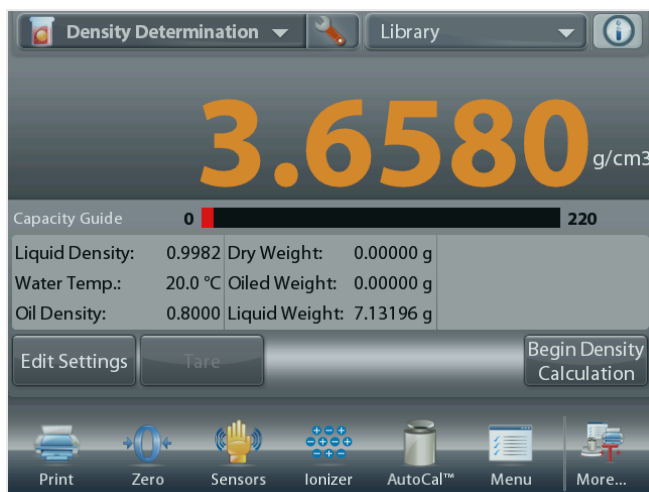 Density Determination
Library
3.6580 g/cm3
Capacity Guide 0 220
Liquid Density: 0.9982 Dry Weight: 0.00000 g
Water Temp.: 20.0 °C Oiled Weight: 0.00000 g
Oil Density: 0.8000 Liquid Weight: 7.13196 g
Edit Settings
Tare
Begin Density
Calculation
Print Zero Sensors Ionizer AutoCal™ Menu More...